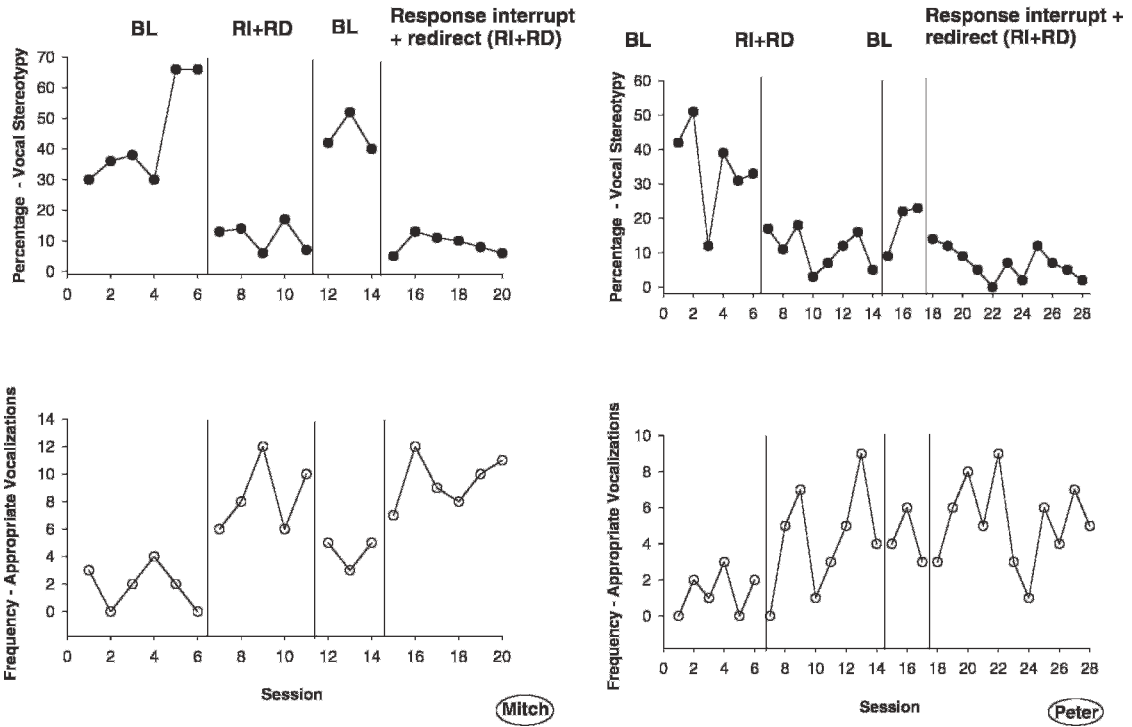 BL
RI+RD
BL
Response interrupt
+ redirect (RI+RD)
Percentage - Vocal Stereotypy
70
60
50
40
30
20
10
0
0 2 4 6 8 10 12 14 16 18 20
BL
RI+RD
BL
Response interrupt +
redirect (RI+RD)
Percentage - Vocal Stereotypy
60
50
40
30
20
10
0
0 2 4 6 8 10 12 14 16 18 20 22 24 26 28
Frequency - Appropriate Vocalizations
14
12
10
8
6
4
2
0
0 2 4 6 8 10 12 14 16 18 20
Session
Mitch
Frequency - Appropriate Vocalizations
10
8
6
4
2
0
0 2 4 6 8 10 12 14 16 18 20 22 24 26 28
Session
Peter